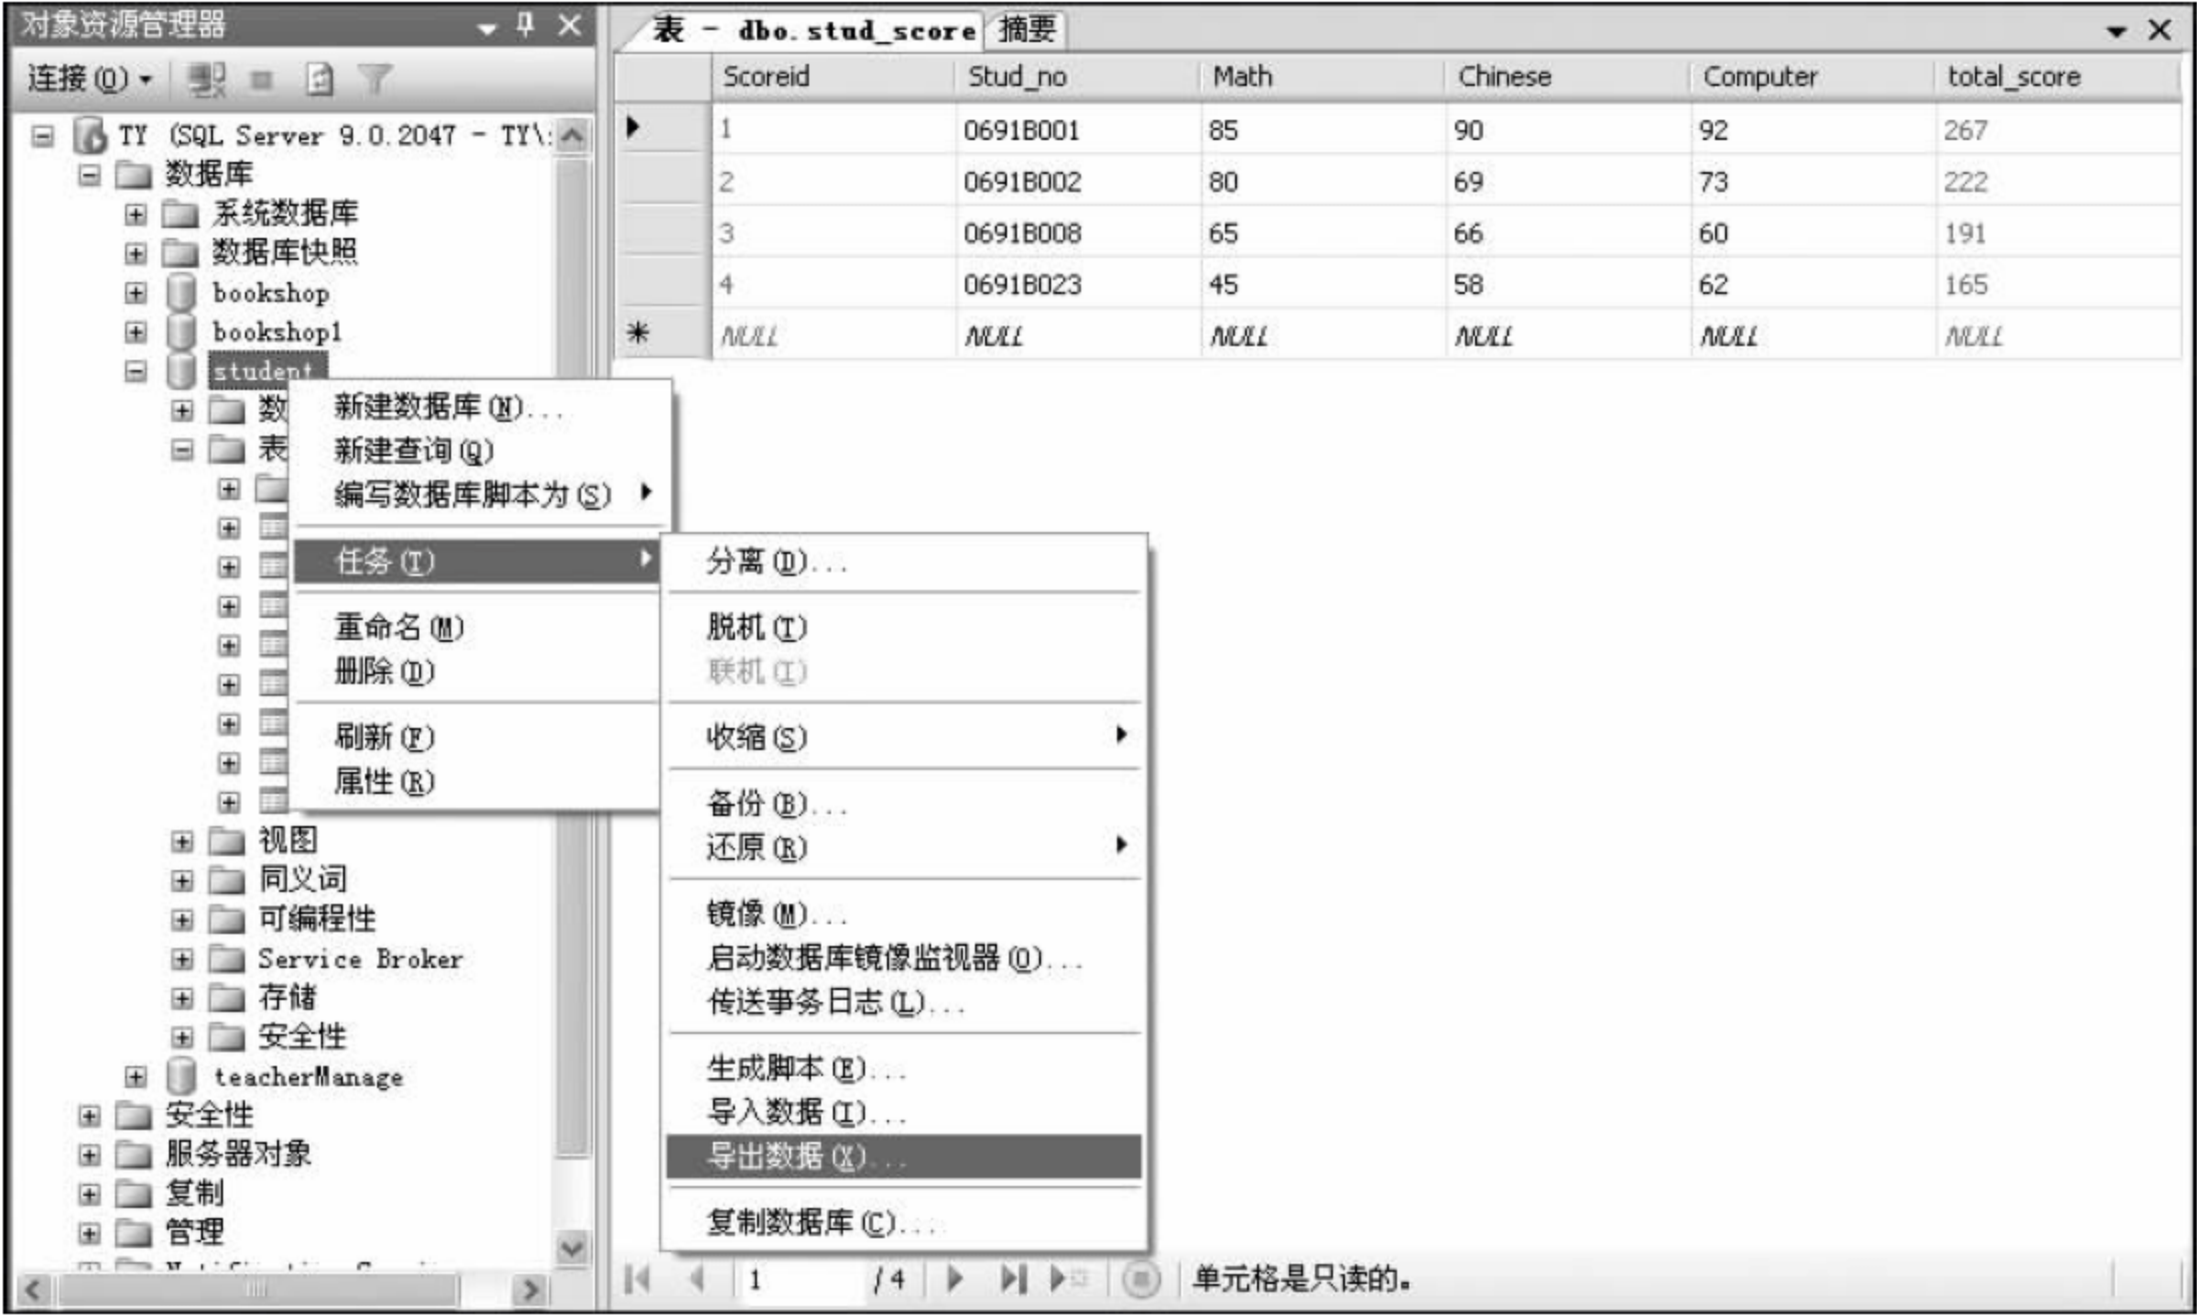 对象资源管理器
连接(O)
TY (SQL Server 9.0.2047 - TY\
数据库
系统数据库
数据库快照
bookshop
bookshop1
student
数
表
视图
同义词
可编程性
Service Broker
存储
安全性
teacherManage
安全性
服务器对象
复制
管理
新建数据库(N)...
新建查询(Q)
编写数据库脚本为(S)
任务(T)
重命名(M)
删除(D)
刷新(F)
属性(R)
分离(D)...
脱机(T)
联机(I)
收缩(S)
备份(B)...
还原(R)
镜像(M)...
启动数据库镜像监视器(O)...
传送事务日志(L)...
生成脚本(E)...
导入数据(I)...
导出数据(X)...
复制数据库(C)...
表 - dbo.stud_score 摘要
Scoreid Stud_no Math Chinese Computer total_score
1 0691B001 85 90 92 267
2 0691B002 80 69 73 222
3 0691B008 65 66 60 191
4 0691B023 45 58 62 165
NULL NULL NULL NULL NULL NULL
1 /4 单元格是只读的。